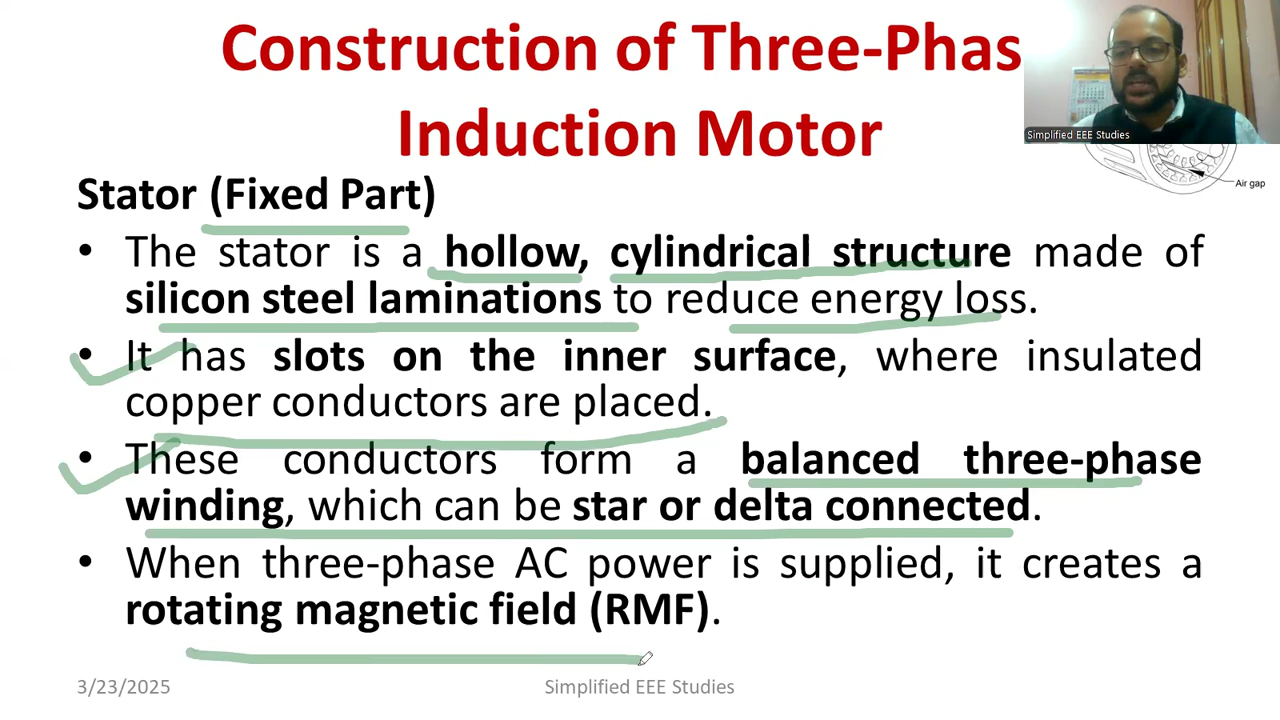 Construction of Three-Phas
Induction Motor
Simplified EEE Studies
Air gap
Stator (Fixed Part)
• The stator is a hollow, cylindrical structure made of
silicon steel laminations to reduce energy loss.
• It has slots on the inner surface, where insulated
copper conductors are placed.
• These conductors form a balanced three-phase
winding, which can be star or delta connected.
• When three-phase AC power is supplied, it creates a
rotating magnetic field (RMF).
3/23/2025
Simplified EEE Studies